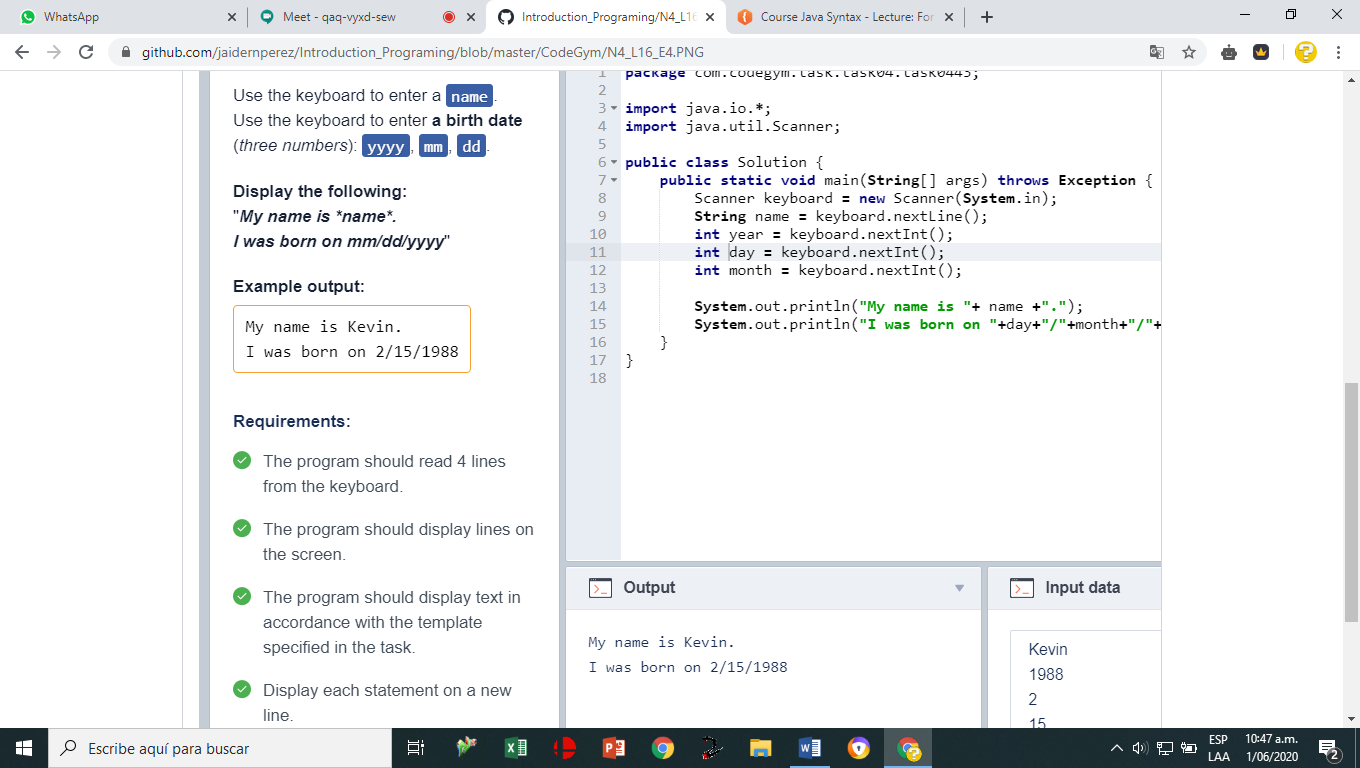 WhatsApp
Meet - qaq-vyxd-sew
Introduction_Programing/N4_L16
Course Java Syntax - Lecture: For
github.com/jaidernperez/Introduction_Programing/blob/master/CodeGym/N4_L16_E4.PNG
Use the keyboard to enter a name.
Use the keyboard to enter a birth date
(three numbers): yyyy, mm, dd.
Display the following:
"My name is *name*.
I was born on mm/dd/yyyy"
Example output:
My name is Kevin.
I was born on 2/15/1988
Requirements:
The program should read 4 lines
from the keyboard.
The program should display lines on
the screen.
The program should display text in
accordance with the template
specified in the task.
Display each statement on a new
line.
1 package com.codegym.task.task04.task0443;
2
3 import java.io.*;
4 import java.util.Scanner;
5
6 public class Solution {
7 public static void main(String[] args) throws Exception {
8 Scanner keyboard = new Scanner(System.in);
9 String name = keyboard.nextLine();
10 int year = keyboard.nextInt();
11 int day = keyboard.nextInt();
12 int month = keyboard.nextInt();
13
14 System.out.println("My name is "+ name +".");
15 System.out.println("I was born on "+day+"/"+month+"/"+
16 }
17 }
18
Output
My name is Kevin.
I was born on 2/15/1988
Input data
Kevin
1988
2
15
Escribe aquí para buscar
ESP
LAA
10:47 a.m.
1/06/2020
2